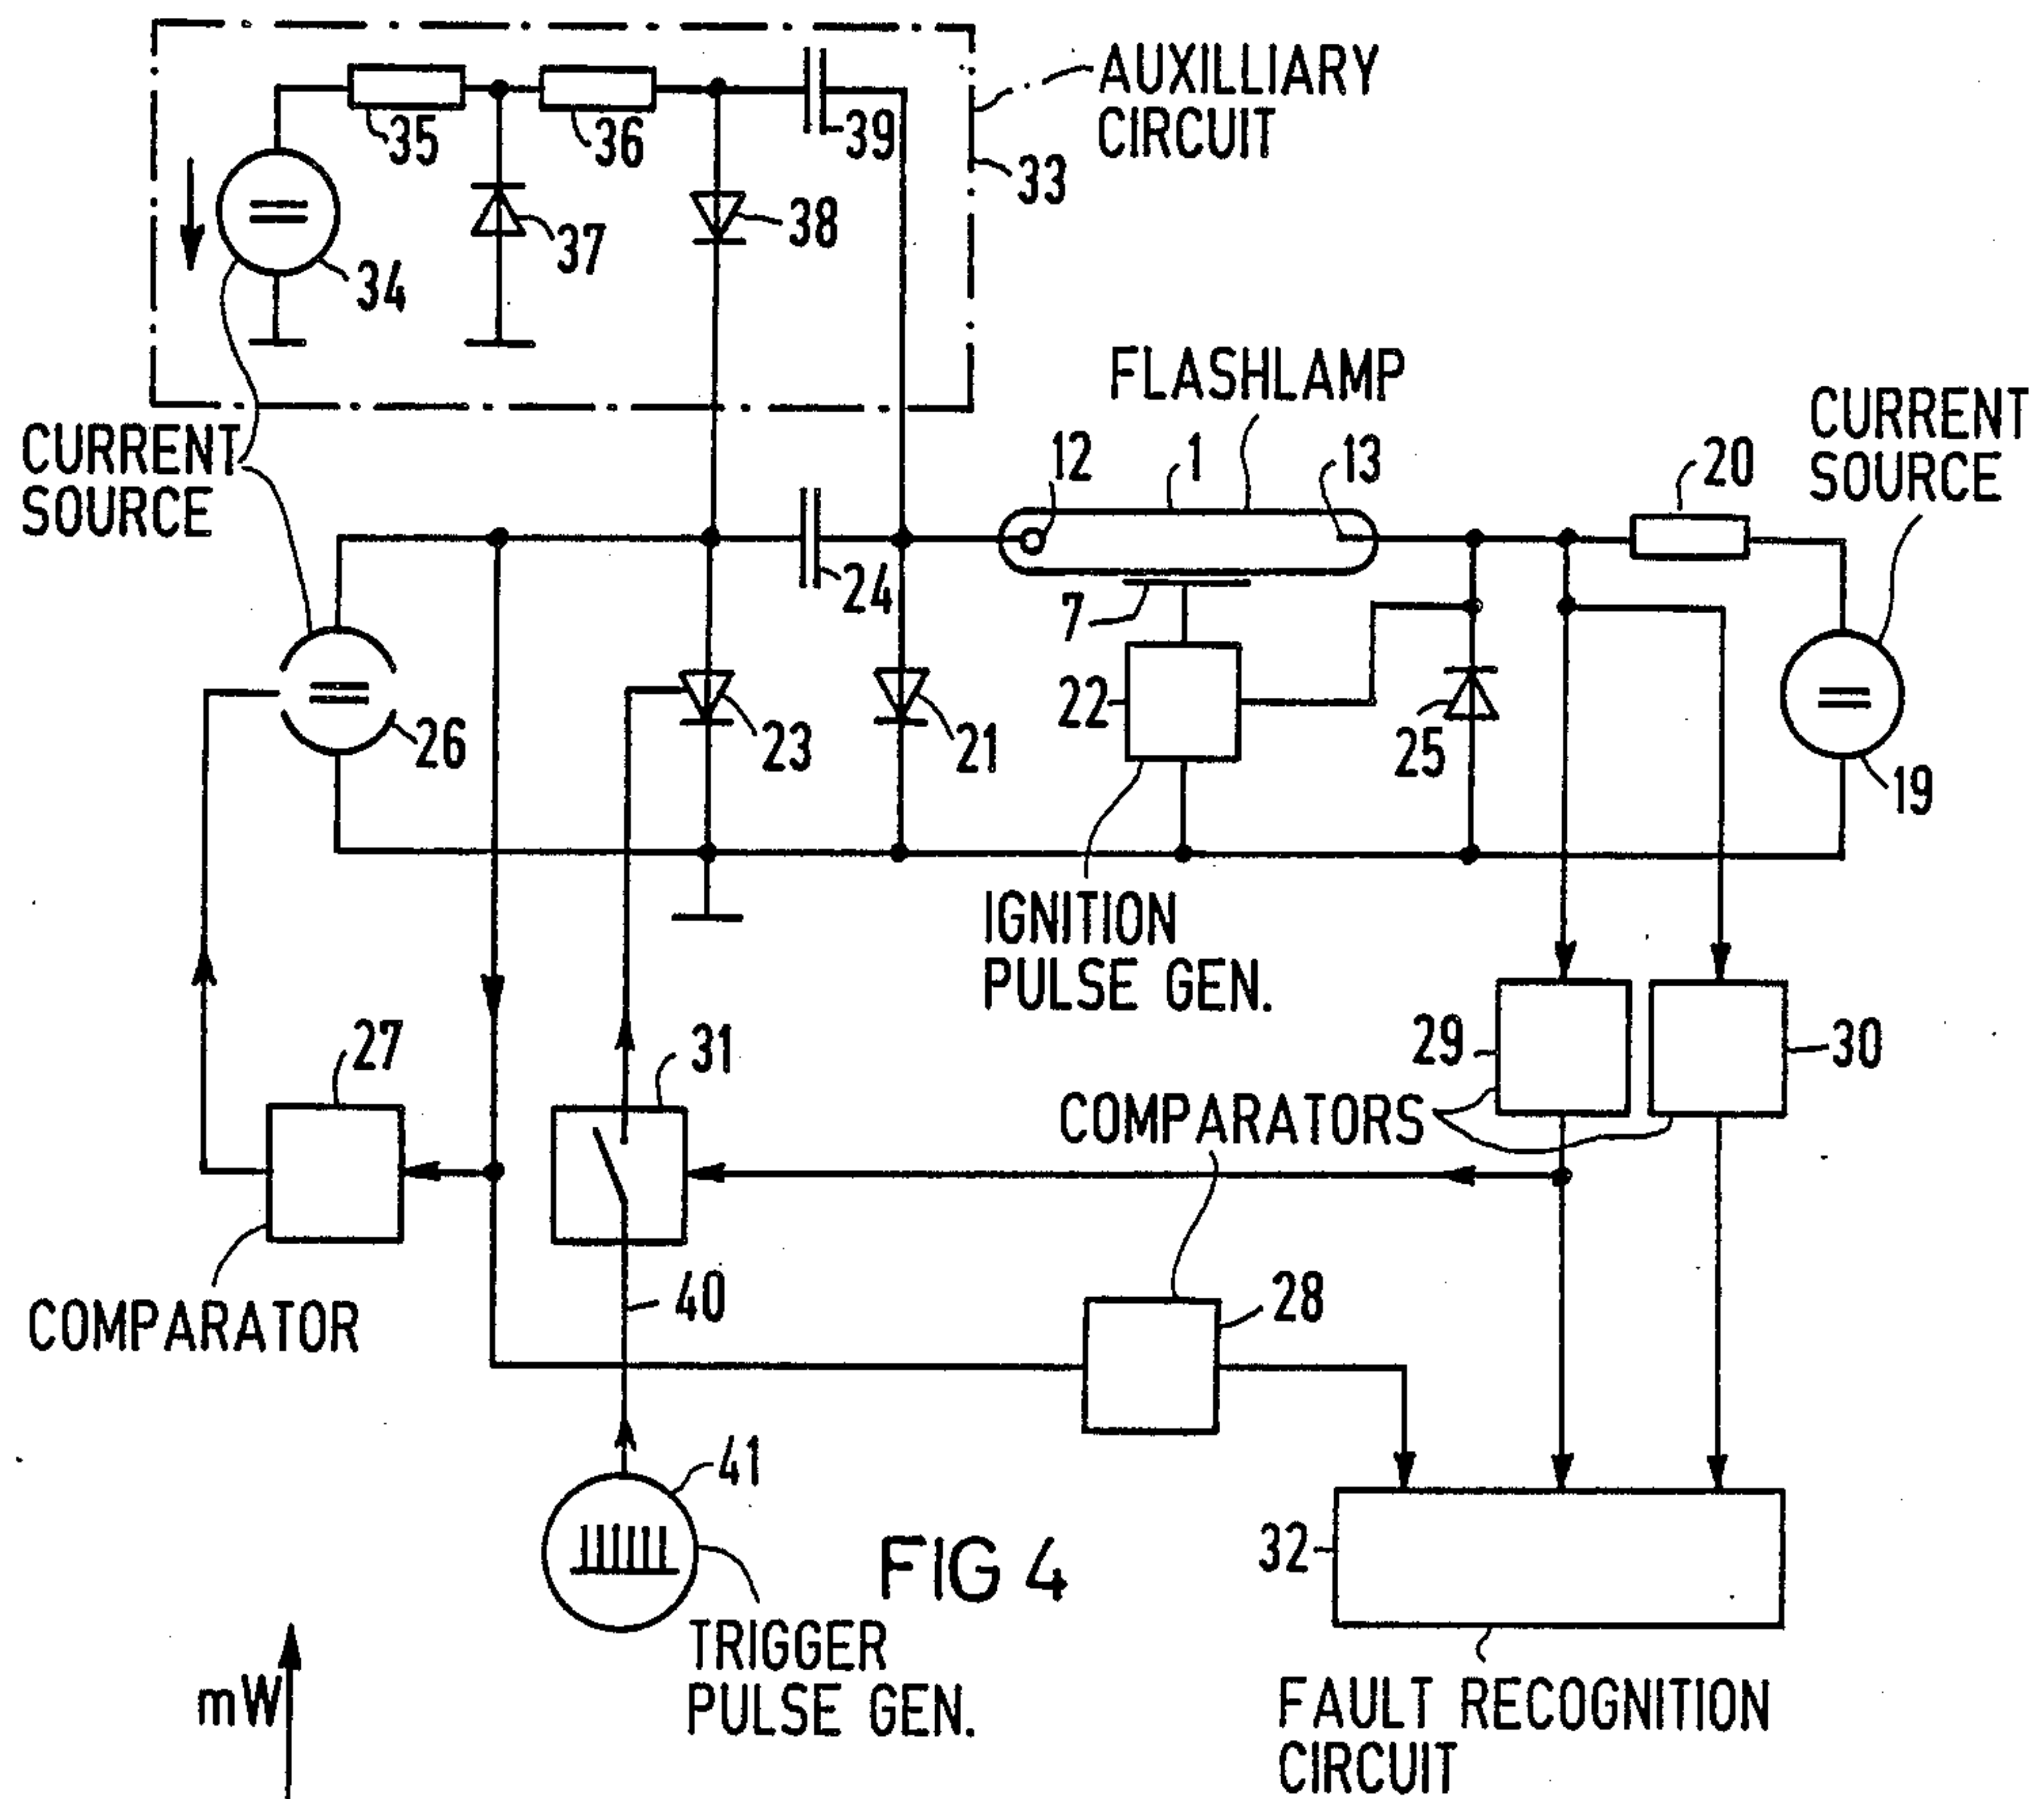 AUXILLIARY
CIRCUIT
33
35
36
39
37
38
34
FLASHLAMP
CURRENT
SOURCE
CURRENT
SOURCE
12
1
13
20
24
7
22
26
23
21
25
19
IGNITION
PULSE GEN.
27
31
29
30
COMPARATORS
COMPARATOR
40
28
41
FIG 4
32
TRIGGER
PULSE GEN.
mW
FAULT RECOGNITION
CIRCUIT